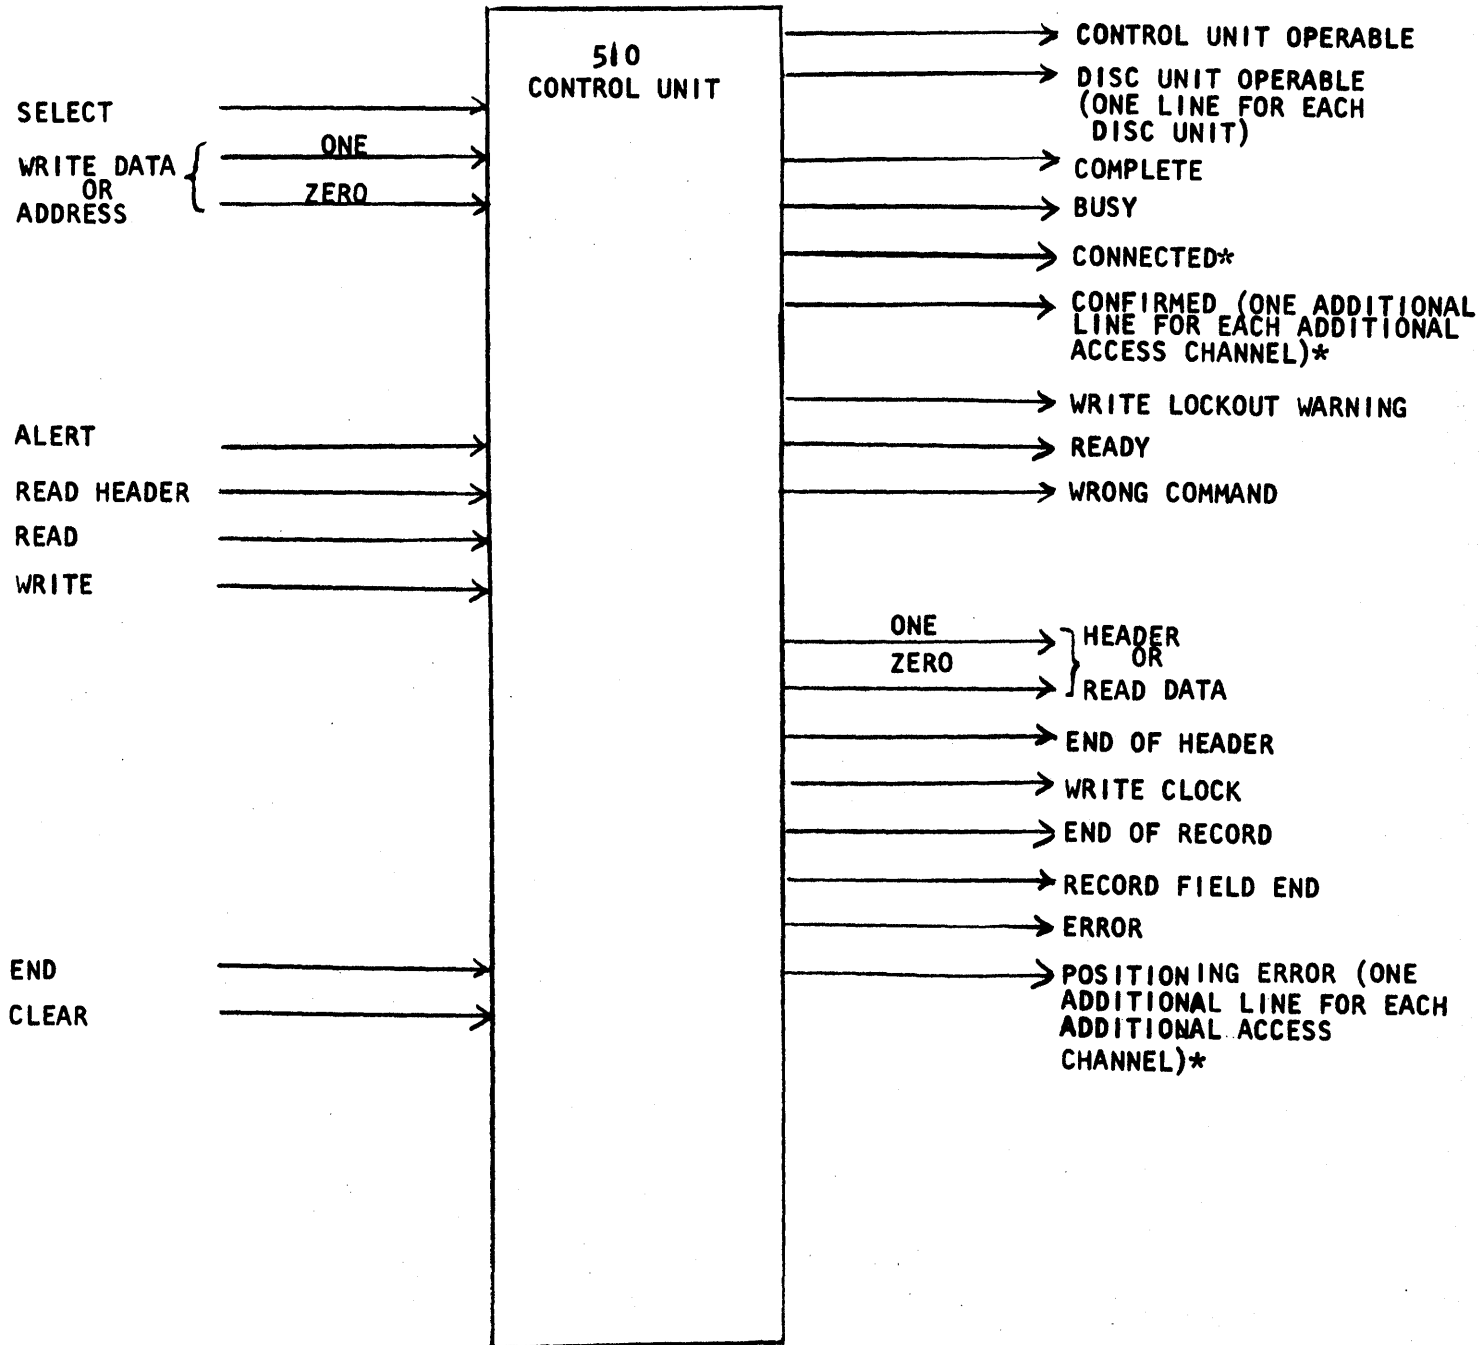 510
CONTROL UNIT
SELECT
WRITE DATA
OR
ADDRESS
ONE
ZERO
ALERT
READ HEADER
READ
WRITE
END
CLEAR
CONTROL UNIT OPERABLE
DISC UNIT OPERABLE
(ONE LINE FOR EACH
DISC UNIT)
COMPLETE
BUSY
CONNECTED*
CONFIRMED (ONE ADDITIONAL
LINE FOR EACH ADDITIONAL
ACCESS CHANNEL)*
WRITE LOCKOUT WARNING
READY
WRONG COMMAND
ONE
ZERO
HEADER
OR
READ DATA
END OF HEADER
WRITE CLOCK
END OF RECORD
RECORD FIELD END
ERROR
POSITIONING ERROR (ONE
ADDITIONAL LINE FOR EACH
ADDITIONAL ACCESS
CHANNEL)*